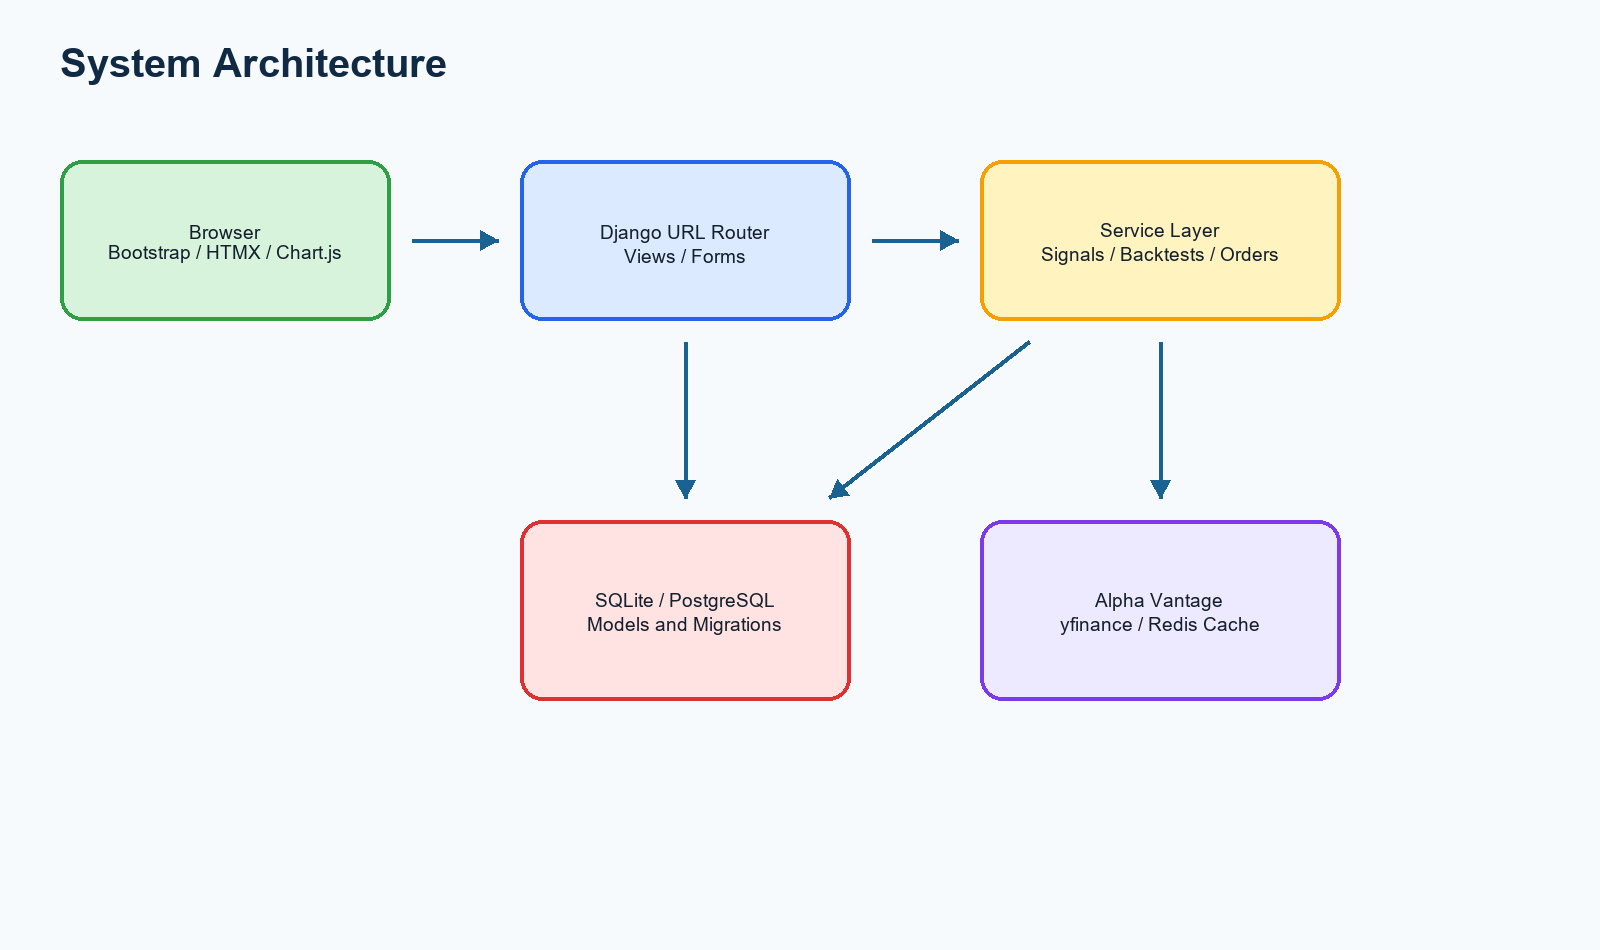 System Architecture
Browser
Bootstrap / HTMX / Chart.js
Django URL Router
Views / Forms
Service Layer
Signals / Backtests / Orders
SQLite / PostgreSQL
Models and Migrations
Alpha Vantage
yfinance / Redis Cache